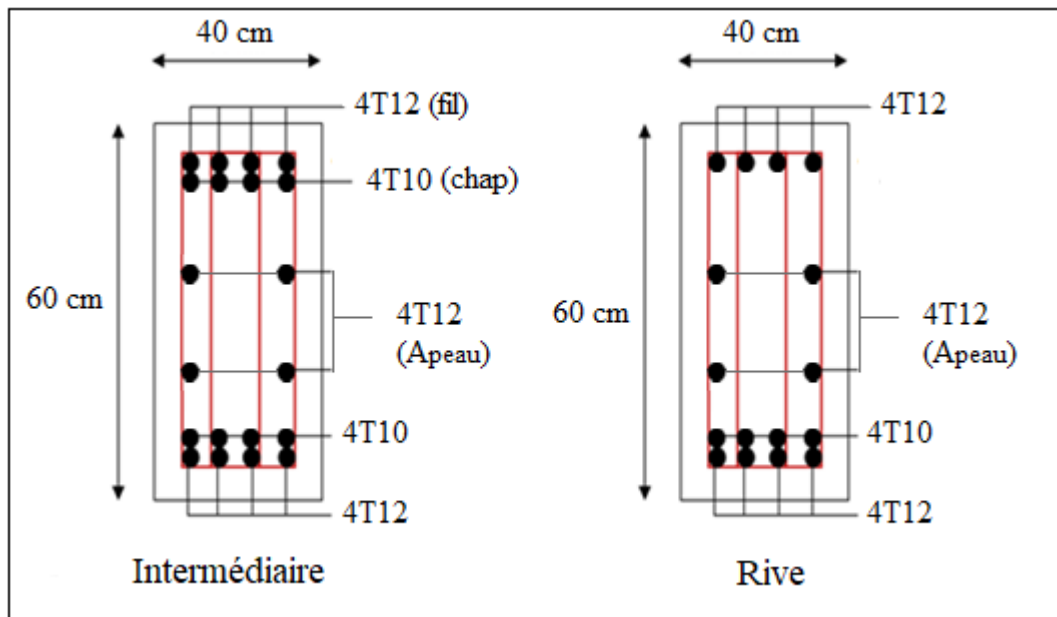 40 cm
4T12 (fil)
4T10 (chap)
60 cm
4T12
(Apeau)
4T10
4T12
Intermédiaire
40 cm
4T12
60 cm
4T12
(Apeau)
4T10
4T12
Rive